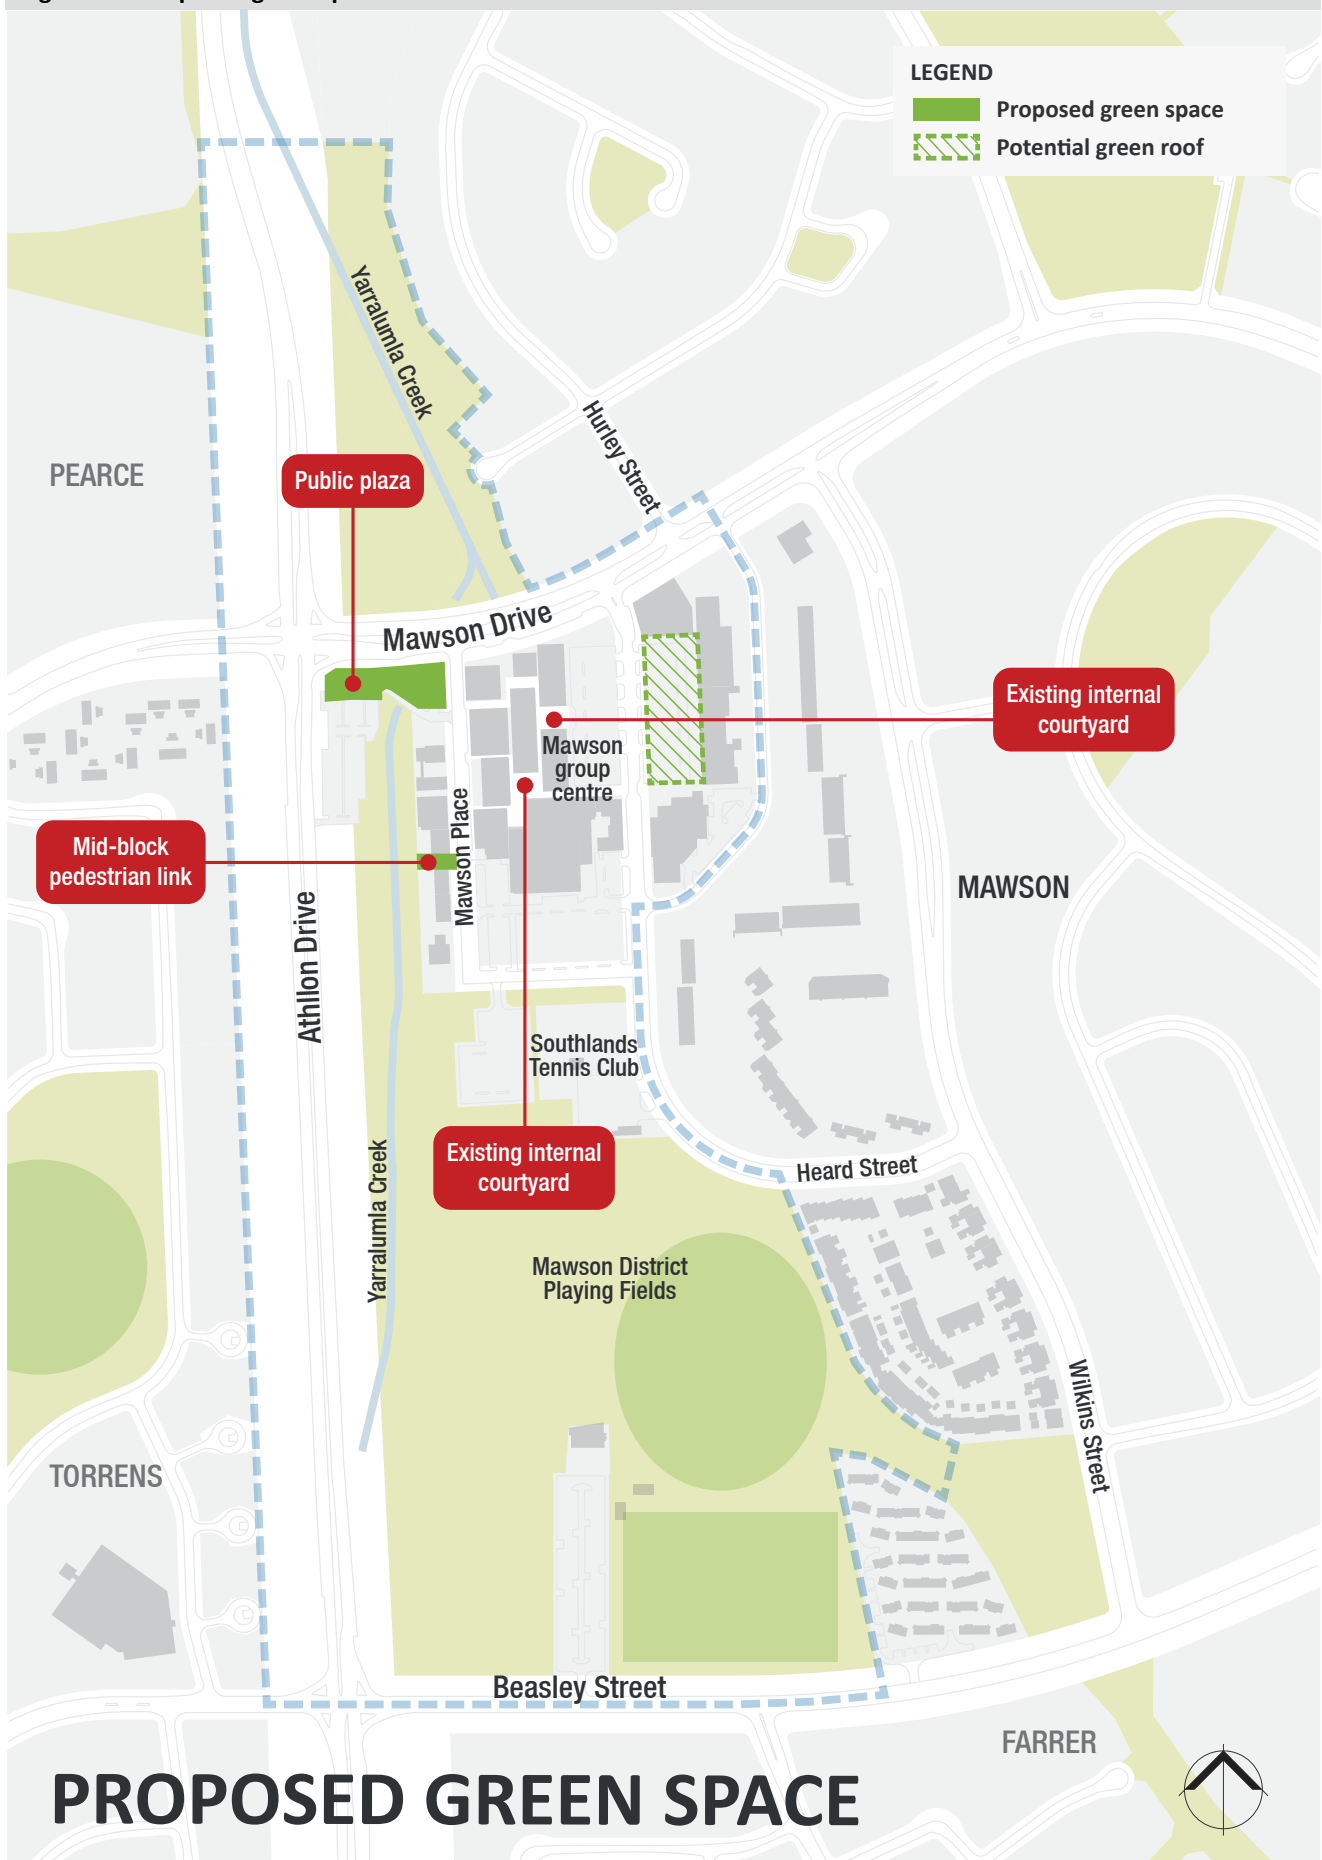 LEGEND
Proposed green space
Potential green roof
Yarralumla Creek
Hurley Street
PEARCE
Public plaza
Mawson Drive
Existing internal
courtyard
Mawson
group
centre
Mid-block
pedestrian link
Mawson Place
MAWSON
Athllon Drive
Southlands
Tennis Club
Existing internal
courtyard
Heard Street
Yarralumla Creek
Mawson District
Playing Fields
Wilkins Street
TORRENS
Beasley Street
FARRER
PROPOSED GREEN SPACE